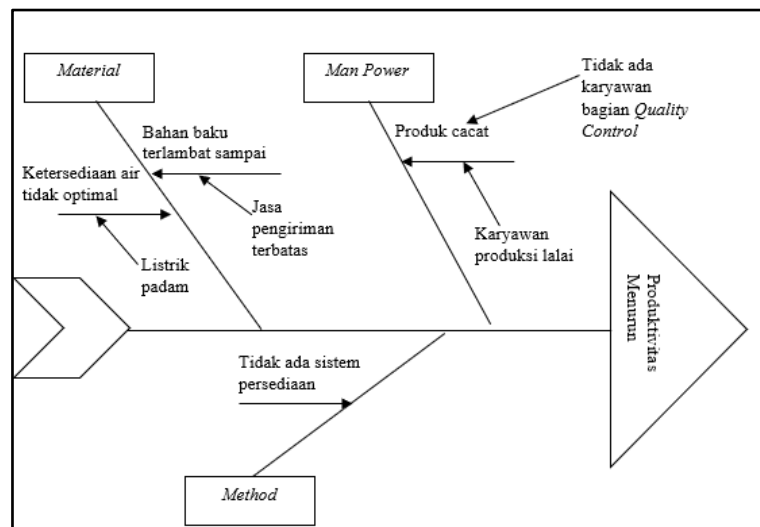 Material
Man Power
Tidak ada
karyawan
bagian Quality
Control
Bahan baku
terlambat sampai
Produk cacat
Ketersediaan air
tidak optimal
Jasa
pengiriman
terbatas
Karyawan
produksi lalai
Listrik
padam
Produktivitas
Menurun
Tidak ada sistem
persediaan
Method